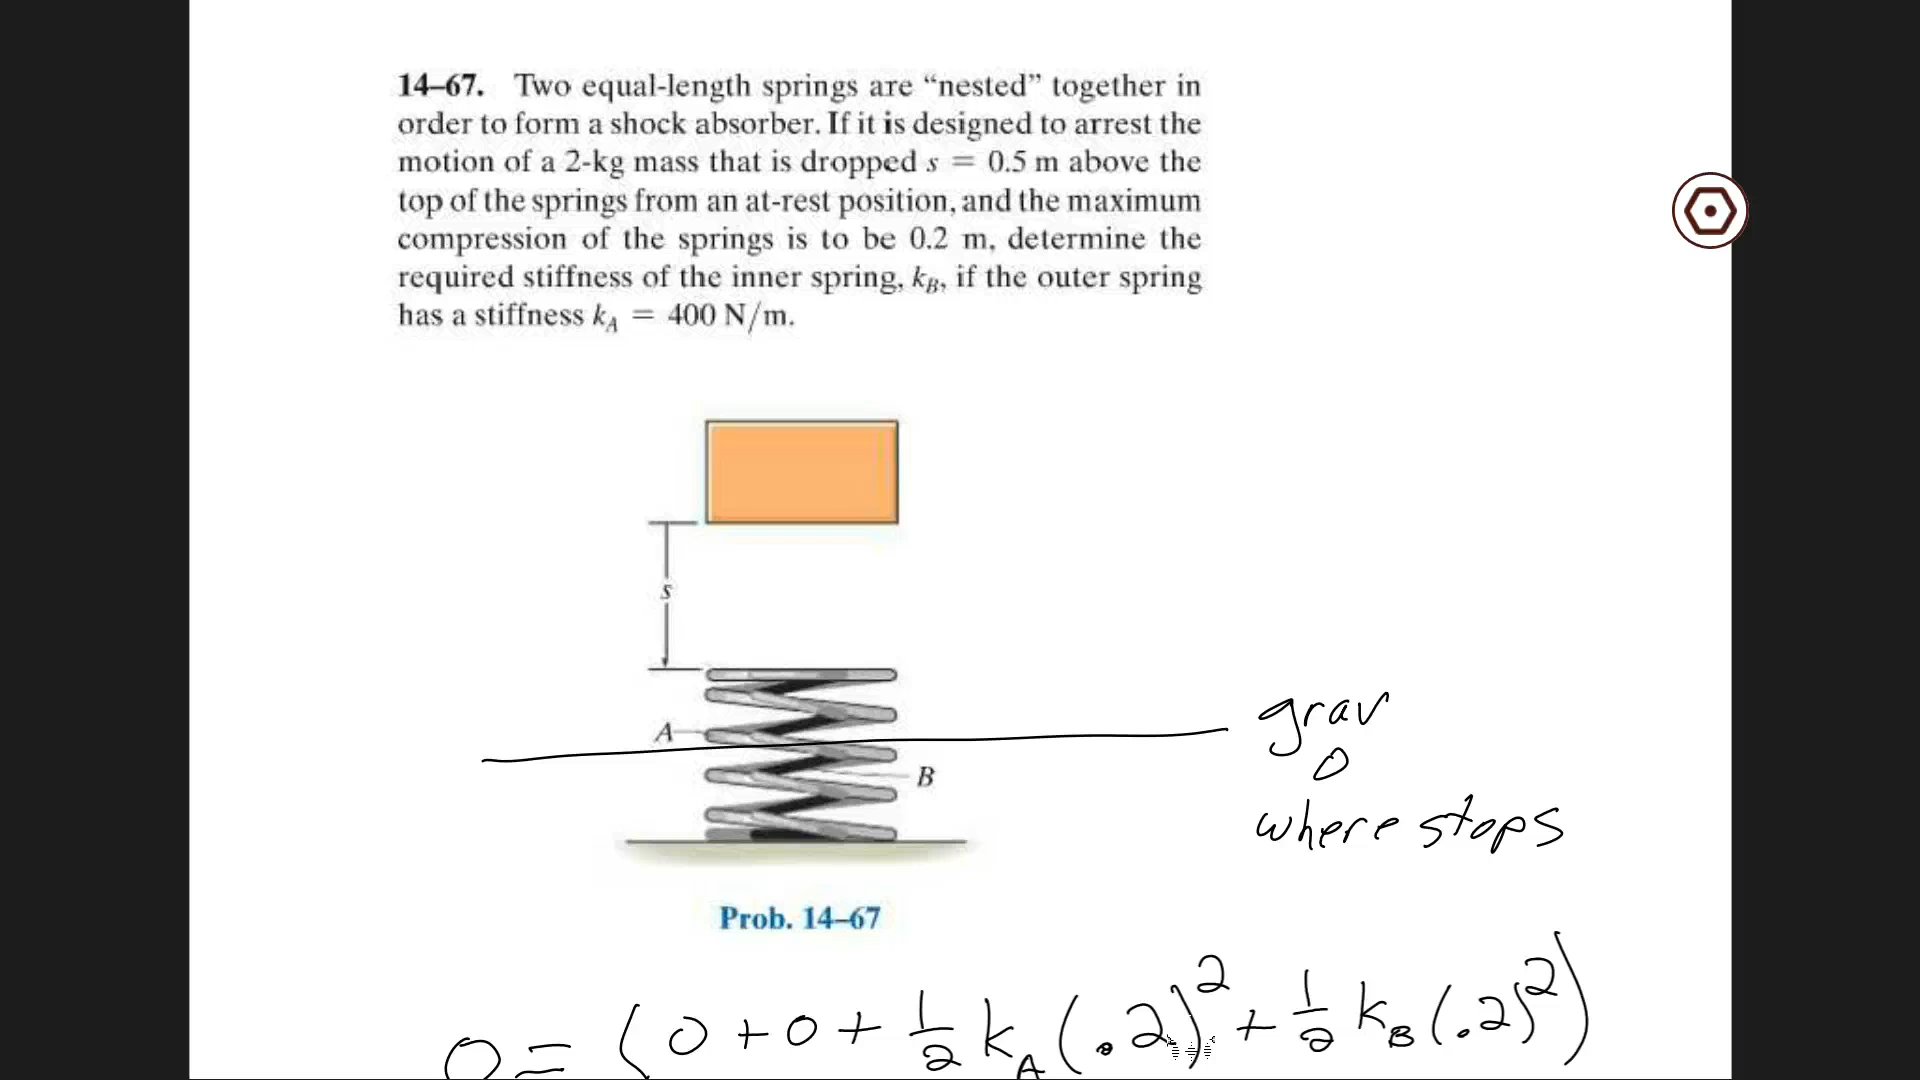 14–67. Two equal-length springs are “nested” together in
order to form a shock absorber. If it is designed to arrest the
motion of a 2-kg mass that is dropped s = 0.5 m above the
top of the springs from an at-rest position, and the maximum
compression of the springs is to be 0.2 m, determine the
required stiffness of the inner spring, k_B, if the outer spring
has a stiffness k_A = 400 N/m.
s
A
B
grav
0
where stops
Prob. 14–67
0 = (0 + 0 + 1/2 k_A (.2)² + 1/2 k_B (.2)²)